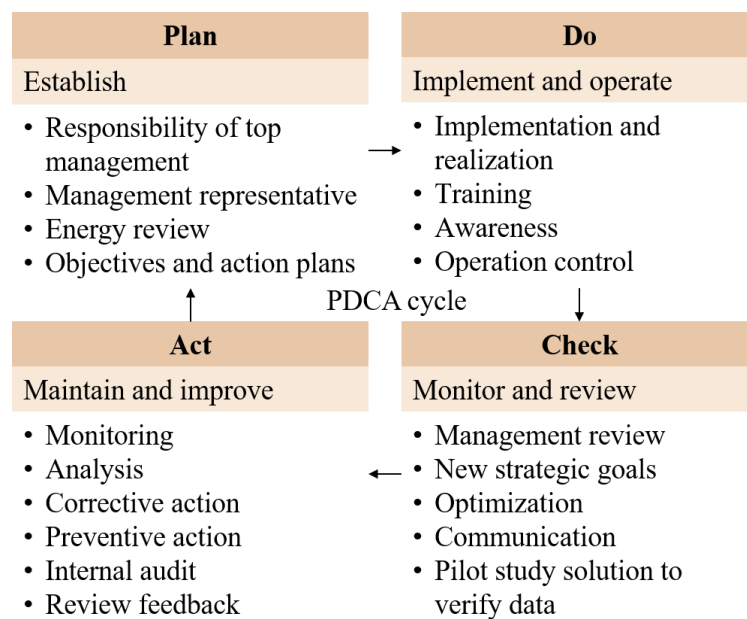 Plan
Establish
• Responsibility of top
management
• Management representative
• Energy review
• Objectives and action plans
Do
Implement and operate
• Implementation and
realization
• Training
• Awareness
• Operation control
PDCA cycle
Act
Maintain and improve
• Monitoring
• Analysis
• Corrective action
• Preventive action
• Internal audit
• Review feedback
Check
Monitor and review
• Management review
• New strategic goals
• Optimization
• Communication
• Pilot study solution to
verify data